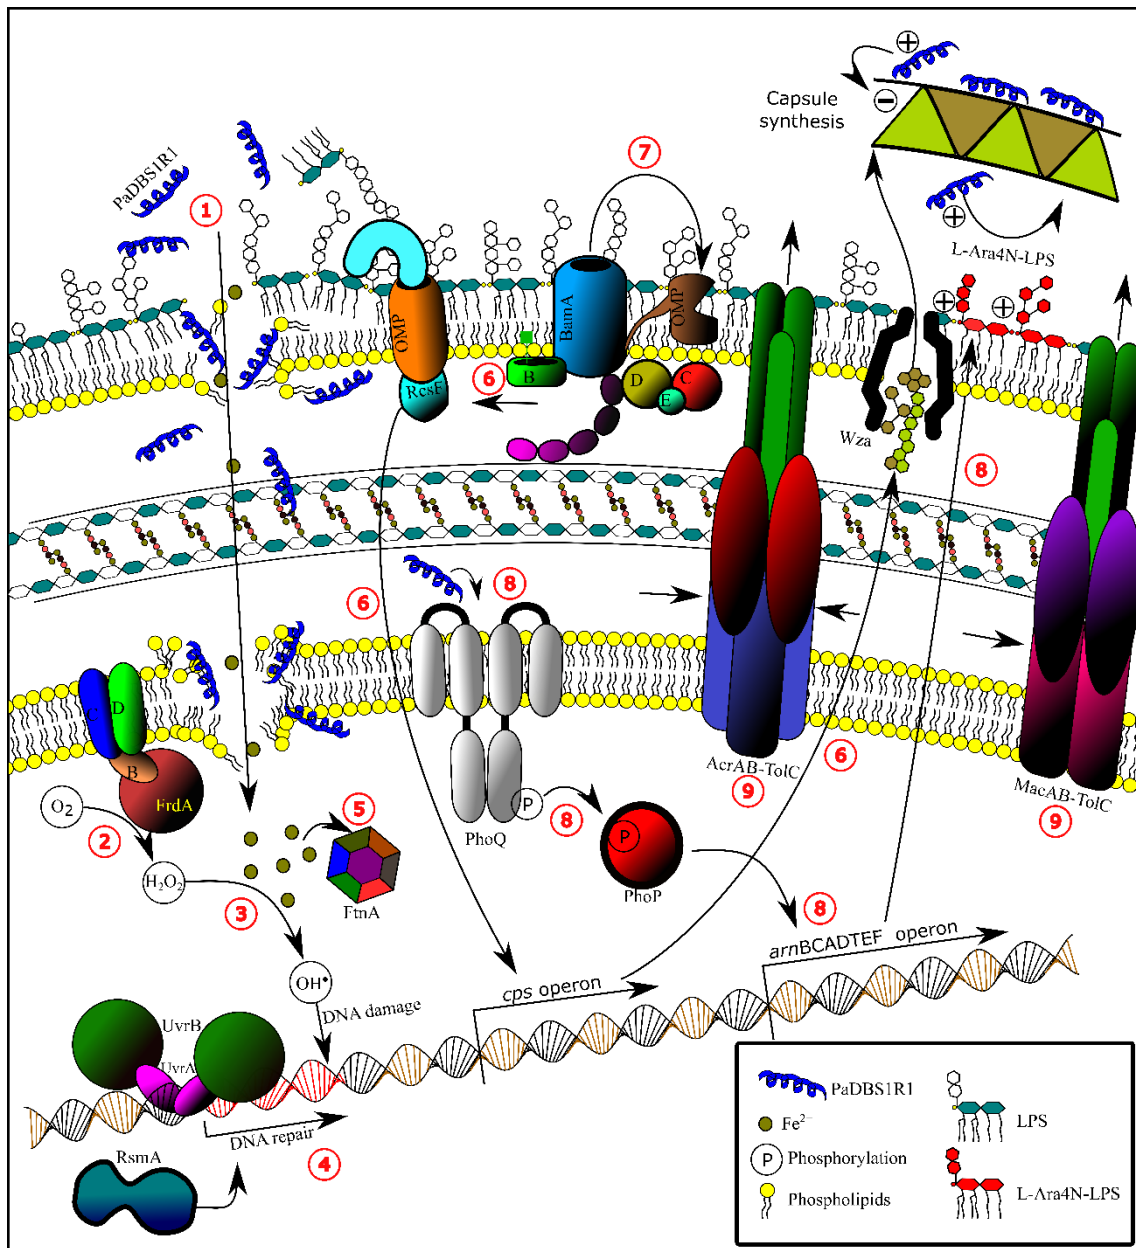 Capsule
synthesis
+
−
PaDBS1R1
1
7
+
L-Ara4N-LPS
+
+
OMP
BamA
OMP
B
6
RcsF
D
C
E
Wza
8
6
8
C
D
B
FrdA
O2
2
H2O2
3
5
FtnA
P
PhoQ
8
P
PhoP
AcrAB-TolC
9
6
MacAB-TolC
9
8
arnBCADTEF operon
cps operon
OH•
DNA damage
UvrB
UvrA
DNA repair
4
RsmA
PaDBS1R1
Fe2−
P Phosphorylation
Phospholipids
LPS
L-Ara4N-LPS